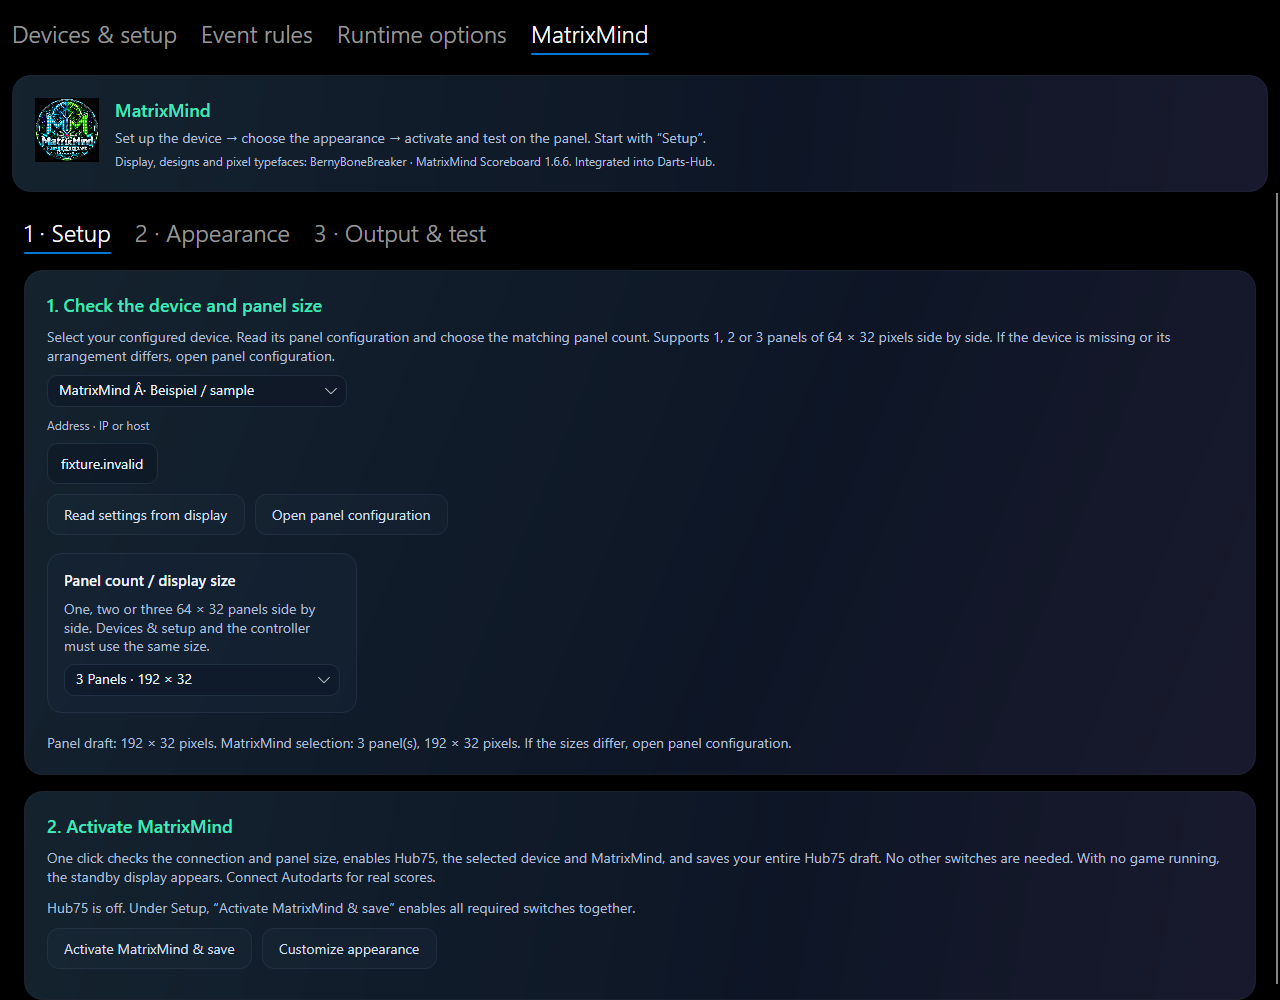 Devices & setup Event rules Runtime options MatrixMind
MatrixMind
MatrixMind
Set up the device → choose the appearance → activate and test on the panel. Start with “Setup”.
Display, designs and pixel typefaces: BernyBoneBreaker · MatrixMind Scoreboard 1.6.6. Integrated into Darts-Hub.
1 · Setup 2 · Appearance 3 · Output & test
1. Check the device and panel size
Select your configured device. Read its panel configuration and choose the matching panel count. Supports 1, 2 or 3 panels of 64 × 32 pixels side by side. If the device is missing or its
arrangement differs, open panel configuration.
MatrixMind Â· Beispiel / sample
Address · IP or host
fixture.invalid
Read settings from display Open panel configuration
Panel count / display size
One, two or three 64 × 32 panels side by
side. Devices & setup and the controller
must use the same size.
3 Panels · 192 × 32
Panel draft: 192 × 32 pixels. MatrixMind selection: 3 panel(s), 192 × 32 pixels. If the sizes differ, open panel configuration.
2. Activate MatrixMind
One click checks the connection and panel size, enables Hub75, the selected device and MatrixMind, and saves your entire Hub75 draft. No other switches are needed. With no game running,
the standby display appears. Connect Autodarts for real scores.
Hub75 is off. Under Setup, “Activate MatrixMind & save” enables all required switches together.
Activate MatrixMind & save Customize appearance